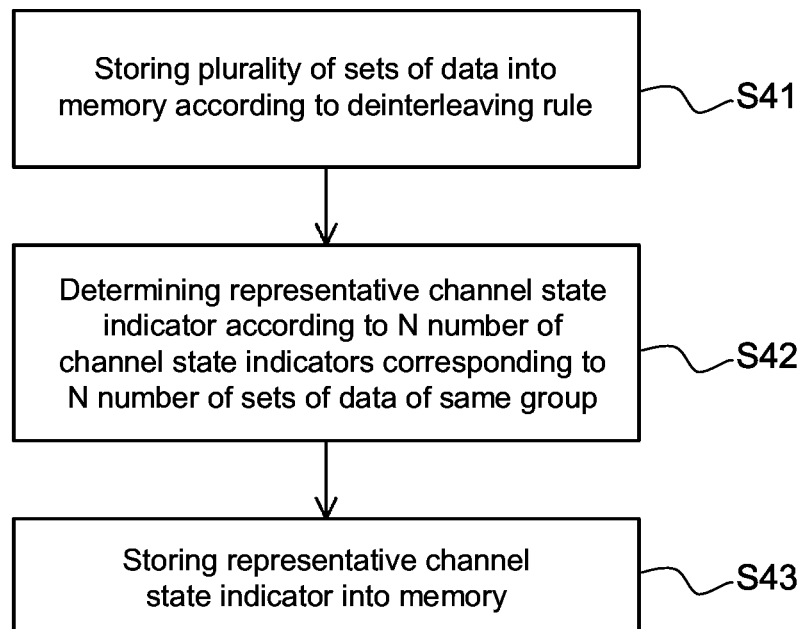 Storing plurality of sets of data into
memory according to deinterleaving rule
S41
Determining representative channel state
indicator according to N number of
channel state indicators corresponding to
N number of sets of data of same group
S42
Storing representative channel
state indicator into memory
S43